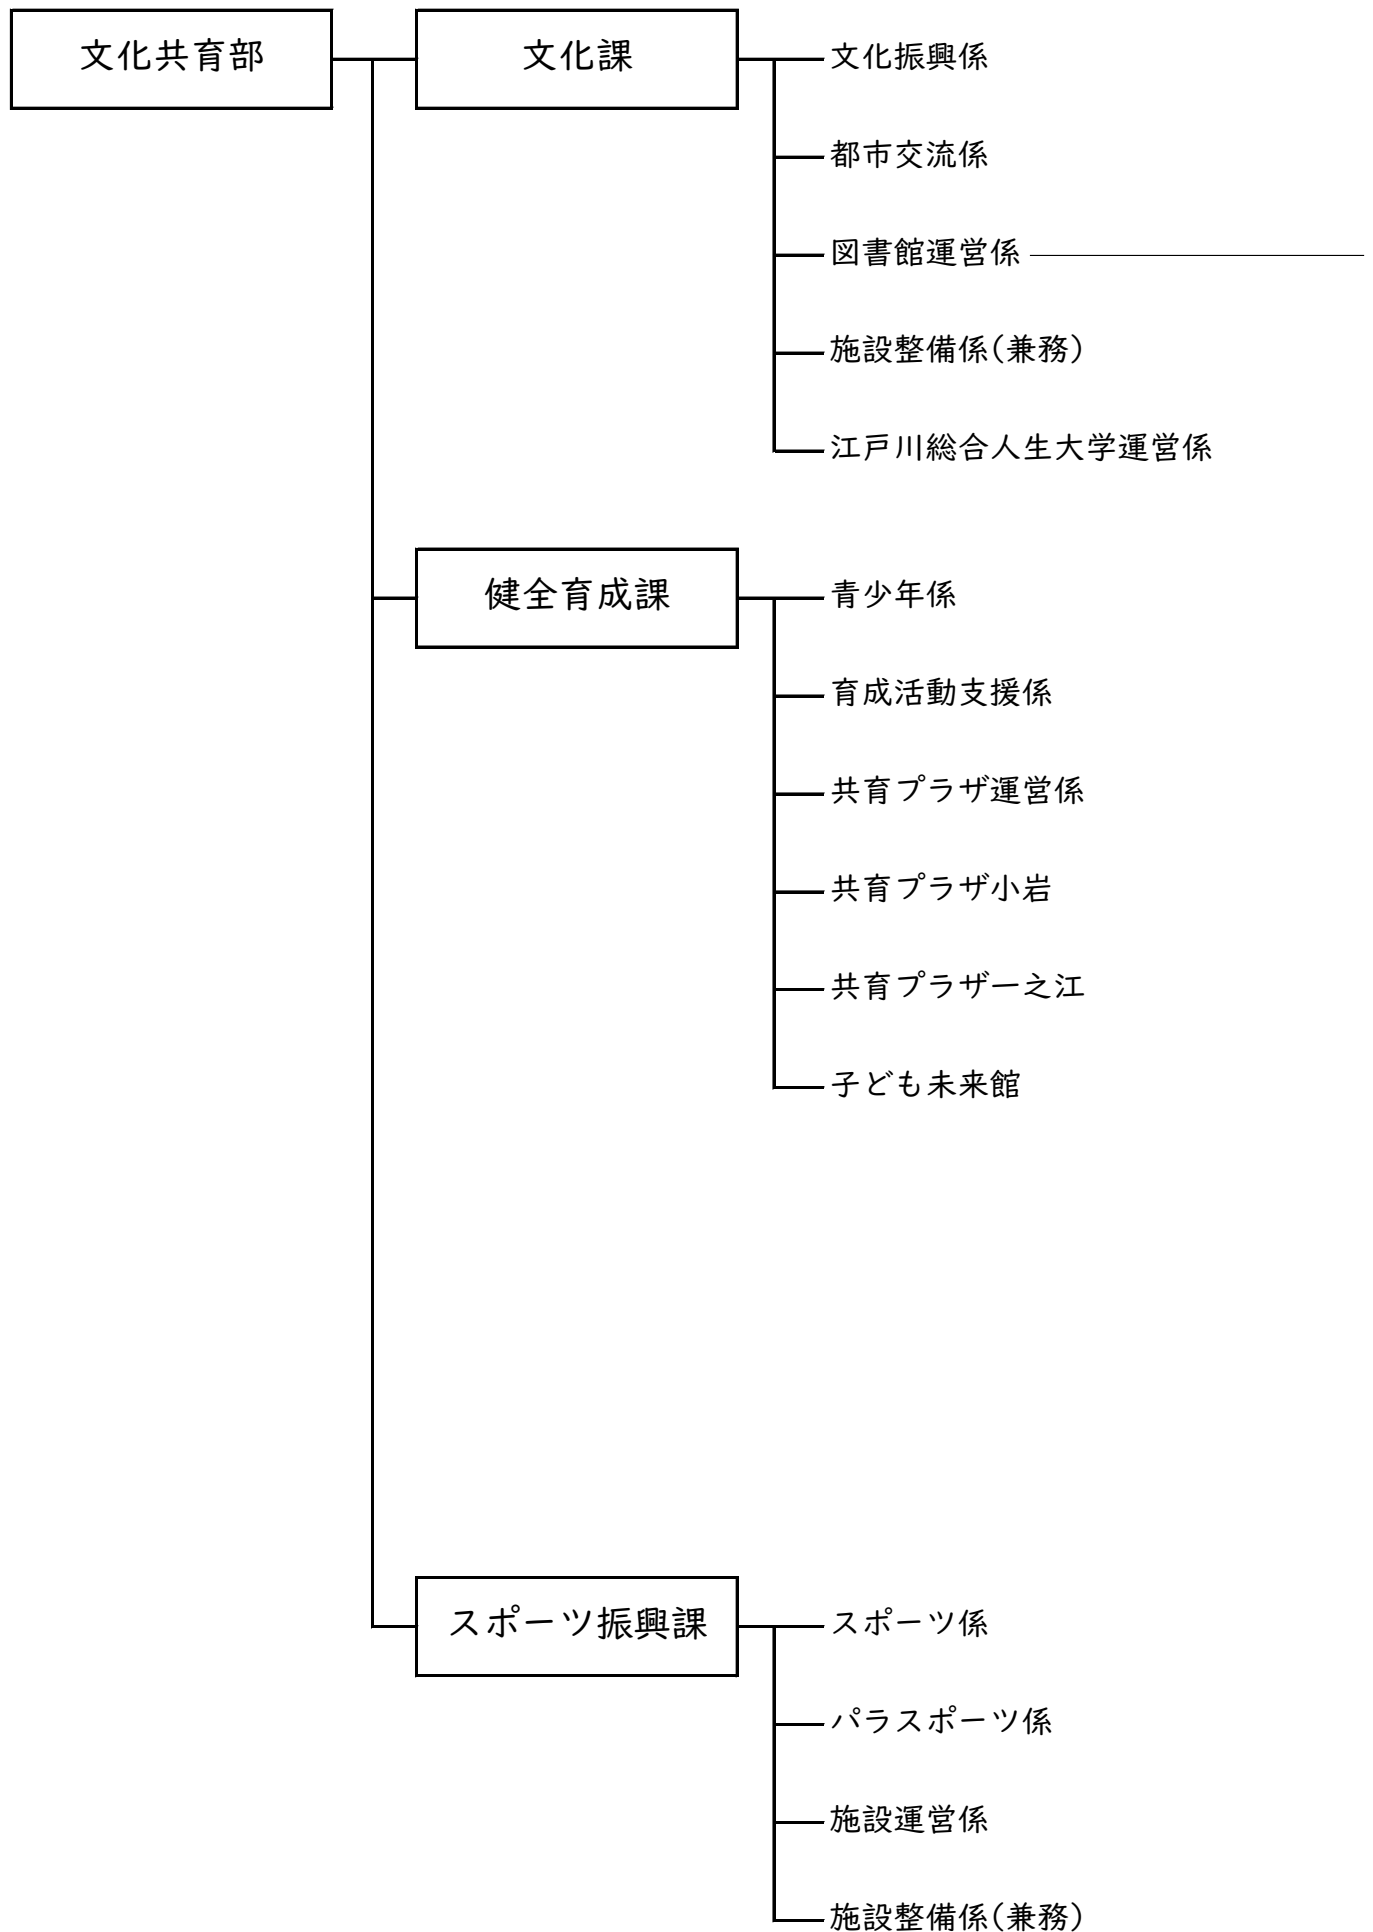 文化共育部
文化課
文化振興係
都市交流係
図書館運営係
施設整備係(兼務)
江戸川総合人生大学運営係
健全育成課
青少年係
育成活動支援係
共育プラザ運営係
共育プラザ小岩
共育プラザ一之江
子ども未来館
スポーツ振興課
スポーツ係
パラスポーツ係
施設運営係
施設整備係(兼務)